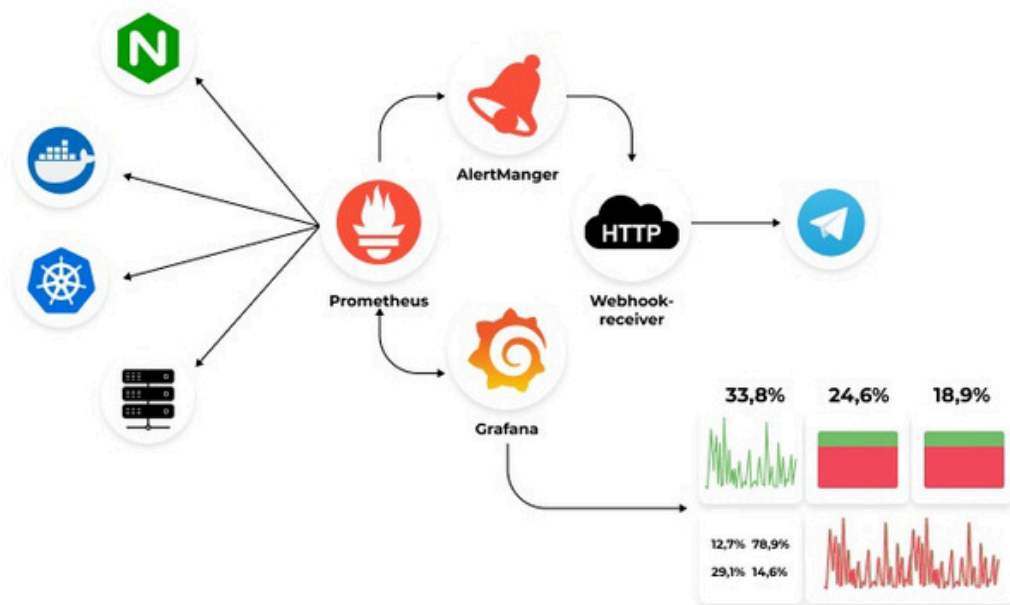 N
AlertManger
HTTP
Prometheus
Webhook-
receiver
Grafana
33,8%
24,6%
18,9%
12,7% 78,9%
29,1% 14,6%